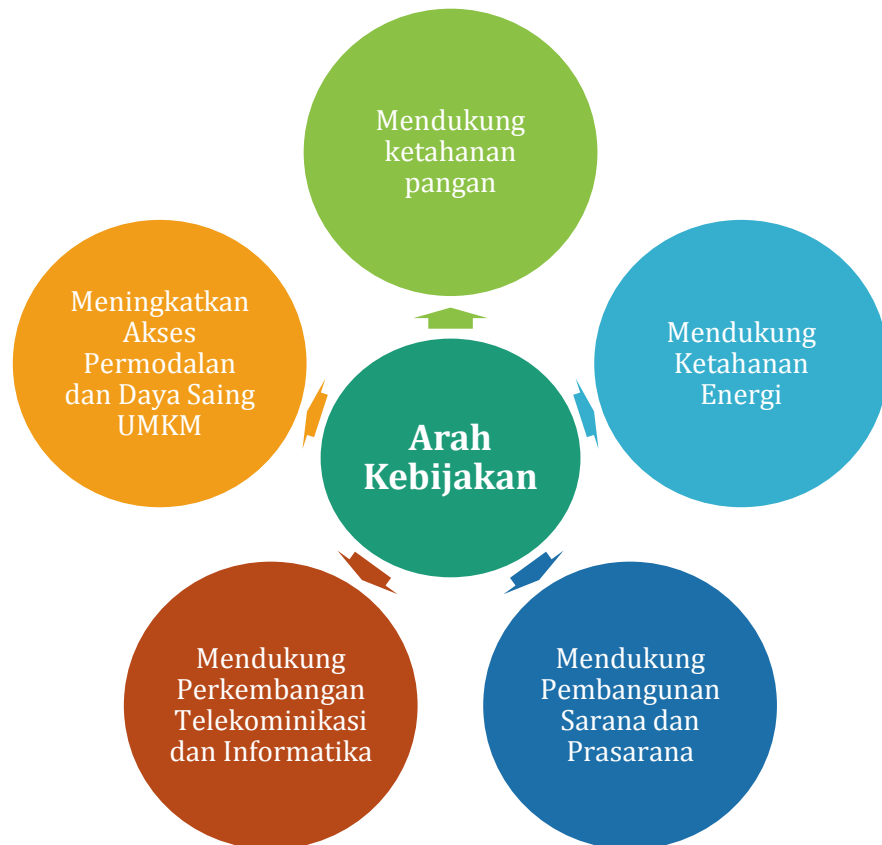 Mendukung
ketahanan
pangan
Mendukung
Ketahanan
Energi
Mendukung
Pembangunan
Sarana dan
Prasarana
Mendukung
Perkembangan
Telekominikasi
dan Informatika
Meningkatkan
Akses
Permodalan
dan Daya Saing
UMKM
Arah
Kebijakan